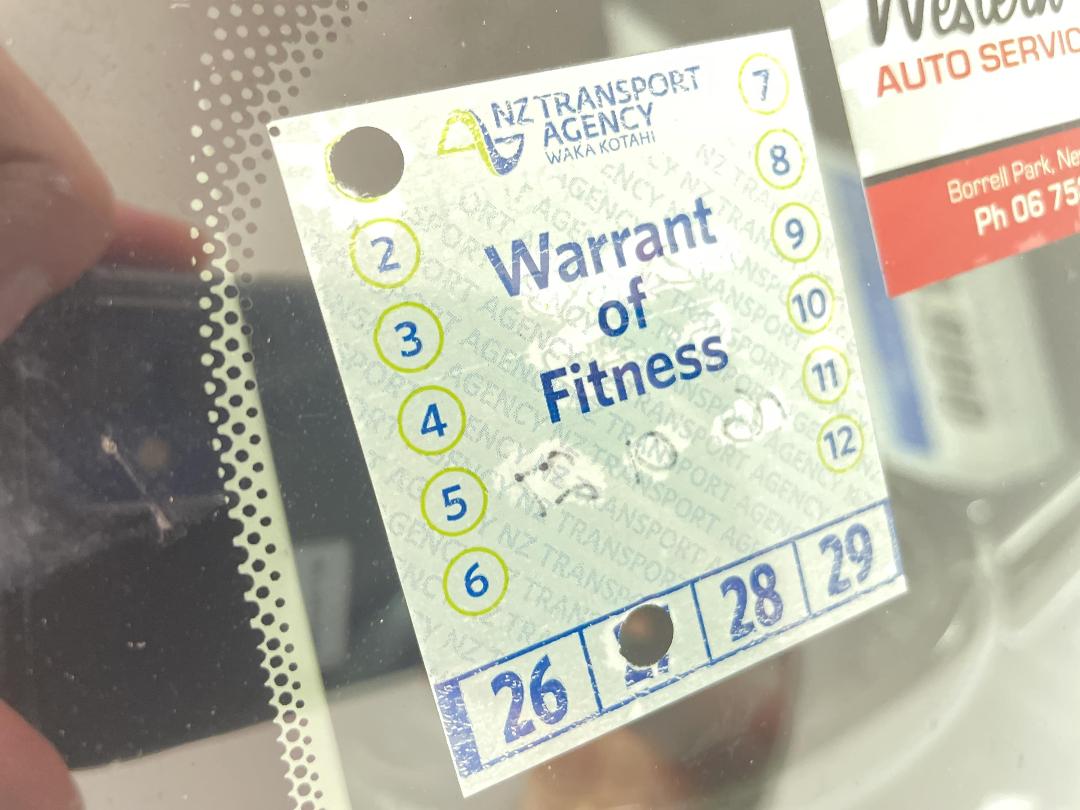 NZ TRANSPORT
AGENCY
WAKA KOTAHI
Warrant
of
Fitness
2
3
4
5
6
7
8
9
10
11
12
26
28
29
Western
AUTO SERVIC
Borrell Park, Ne
Ph 06 75